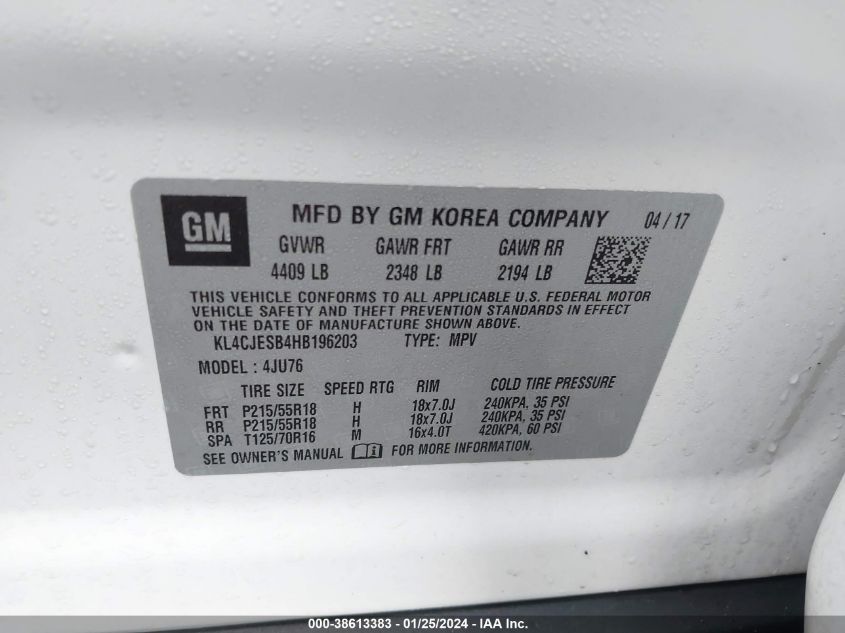 GM
MFD BY GM KOREA COMPANY 04 / 17
GVWR GAWR FRT GAWR RR
4409 LB 2348 LB 2194 LB
THIS VEHICLE CONFORMS TO ALL APPLICABLE U.S. FEDERAL MOTOR
VEHICLE SAFETY AND THEFT PREVENTION STANDARDS IN EFFECT
ON THE DATE OF MANUFACTURE SHOWN ABOVE.
KL4CJESB4HB196203 TYPE: MPV
MODEL : 4JU76
TIRE SIZE SPEED RTG RIM COLD TIRE PRESSURE
FRT P215/55R18 H 18x7.0J 240KPA, 35 PSI
RR P215/55R18 H 18x7.0J 240KPA, 35 PSI
SPA T125/70R16 M 16x4.0T 420KPA, 60 PSI
SEE OWNER'S MANUAL FOR MORE INFORMATION.
000-38613383 - 01/25/2024 - IAA Inc.